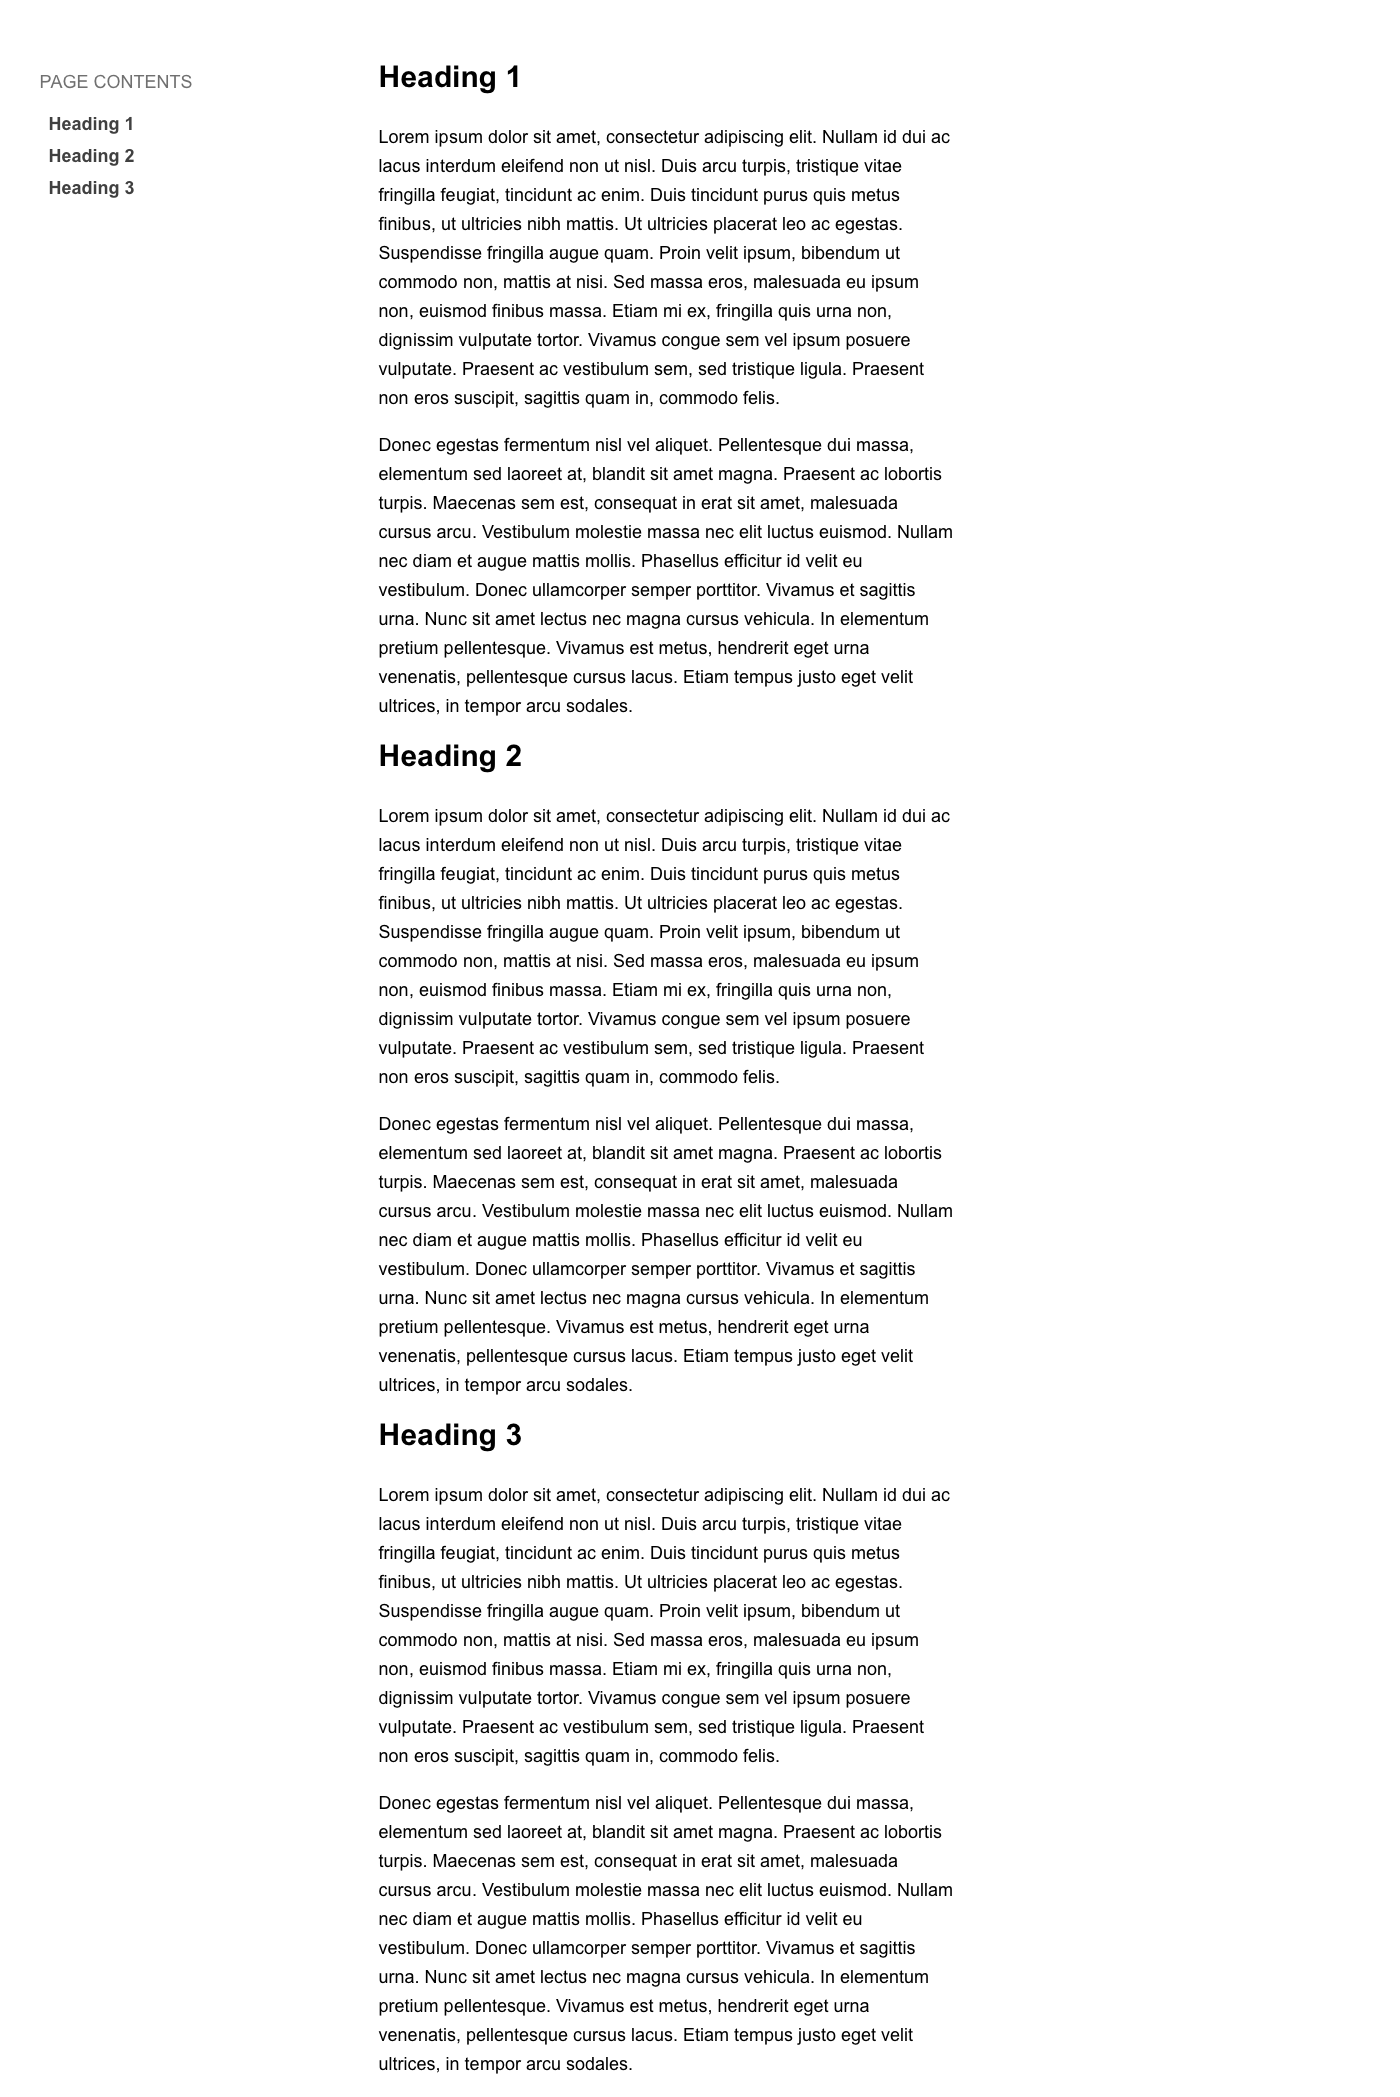 PAGE CONTENTS
Heading 1
Heading 2
Heading 3
Heading 1
Lorem ipsum dolor sit amet, consectetur adipiscing elit. Nullam id dui ac
lacus interdum eleifend non ut nisl. Duis arcu turpis, tristique vitae
fringilla feugiat, tincidunt ac enim. Duis tincidunt purus quis metus
finibus, ut ultricies nibh mattis. Ut ultricies placerat leo ac egestas.
Suspendisse fringilla augue quam. Proin velit ipsum, bibendum ut
commodo non, mattis at nisi. Sed massa eros, malesuada eu ipsum
non, euismod finibus massa. Etiam mi ex, fringilla quis urna non,
dignissim vulputate tortor. Vivamus congue sem vel ipsum posuere
vulputate. Praesent ac vestibulum sem, sed tristique ligula. Praesent
non eros suscipit, sagittis quam in, commodo felis.
Donec egestas fermentum nisl vel aliquet. Pellentesque dui massa,
elementum sed laoreet at, blandit sit amet magna. Praesent ac lobortis
turpis. Maecenas sem est, consequat in erat sit amet, malesuada
cursus arcu. Vestibulum molestie massa nec elit luctus euismod. Nullam
nec diam et augue mattis mollis. Phasellus efficitur id velit eu
vestibulum. Donec ullamcorper semper porttitor. Vivamus et sagittis
urna. Nunc sit amet lectus nec magna cursus vehicula. In elementum
pretium pellentesque. Vivamus est metus, hendrerit eget urna
venenatis, pellentesque cursus lacus. Etiam tempus justo eget velit
ultrices, in tempor arcu sodales.
Heading 2
Lorem ipsum dolor sit amet, consectetur adipiscing elit. Nullam id dui ac
lacus interdum eleifend non ut nisl. Duis arcu turpis, tristique vitae
fringilla feugiat, tincidunt ac enim. Duis tincidunt purus quis metus
finibus, ut ultricies nibh mattis. Ut ultricies placerat leo ac egestas.
Suspendisse fringilla augue quam. Proin velit ipsum, bibendum ut
commodo non, mattis at nisi. Sed massa eros, malesuada eu ipsum
non, euismod finibus massa. Etiam mi ex, fringilla quis urna non,
dignissim vulputate tortor. Vivamus congue sem vel ipsum posuere
vulputate. Praesent ac vestibulum sem, sed tristique ligula. Praesent
non eros suscipit, sagittis quam in, commodo felis.
Donec egestas fermentum nisl vel aliquet. Pellentesque dui massa,
elementum sed laoreet at, blandit sit amet magna. Praesent ac lobortis
turpis. Maecenas sem est, consequat in erat sit amet, malesuada
cursus arcu. Vestibulum molestie massa nec elit luctus euismod. Nullam
nec diam et augue mattis mollis. Phasellus efficitur id velit eu
vestibulum. Donec ullamcorper semper porttitor. Vivamus et sagittis
urna. Nunc sit amet lectus nec magna cursus vehicula. In elementum
pretium pellentesque. Vivamus est metus, hendrerit eget urna
venenatis, pellentesque cursus lacus. Etiam tempus justo eget velit
ultrices, in tempor arcu sodales.
Heading 3
Lorem ipsum dolor sit amet, consectetur adipiscing elit. Nullam id dui ac
lacus interdum eleifend non ut nisl. Duis arcu turpis, tristique vitae
fringilla feugiat, tincidunt ac enim. Duis tincidunt purus quis metus
finibus, ut ultricies nibh mattis. Ut ultricies placerat leo ac egestas.
Suspendisse fringilla augue quam. Proin velit ipsum, bibendum ut
commodo non, mattis at nisi. Sed massa eros, malesuada eu ipsum
non, euismod finibus massa. Etiam mi ex, fringilla quis urna non,
dignissim vulputate tortor. Vivamus congue sem vel ipsum posuere
vulputate. Praesent ac vestibulum sem, sed tristique ligula. Praesent
non eros suscipit, sagittis quam in, commodo felis.
Donec egestas fermentum nisl vel aliquet. Pellentesque dui massa,
elementum sed laoreet at, blandit sit amet magna. Praesent ac lobortis
turpis. Maecenas sem est, consequat in erat sit amet, malesuada
cursus arcu. Vestibulum molestie massa nec elit luctus euismod. Nullam
nec diam et augue mattis mollis. Phasellus efficitur id velit eu
vestibulum. Donec ullamcorper semper porttitor. Vivamus et sagittis
urna. Nunc sit amet lectus nec magna cursus vehicula. In elementum
pretium pellentesque. Vivamus est metus, hendrerit eget urna
venenatis, pellentesque cursus lacus. Etiam tempus justo eget velit
ultrices, in tempor arcu sodales.